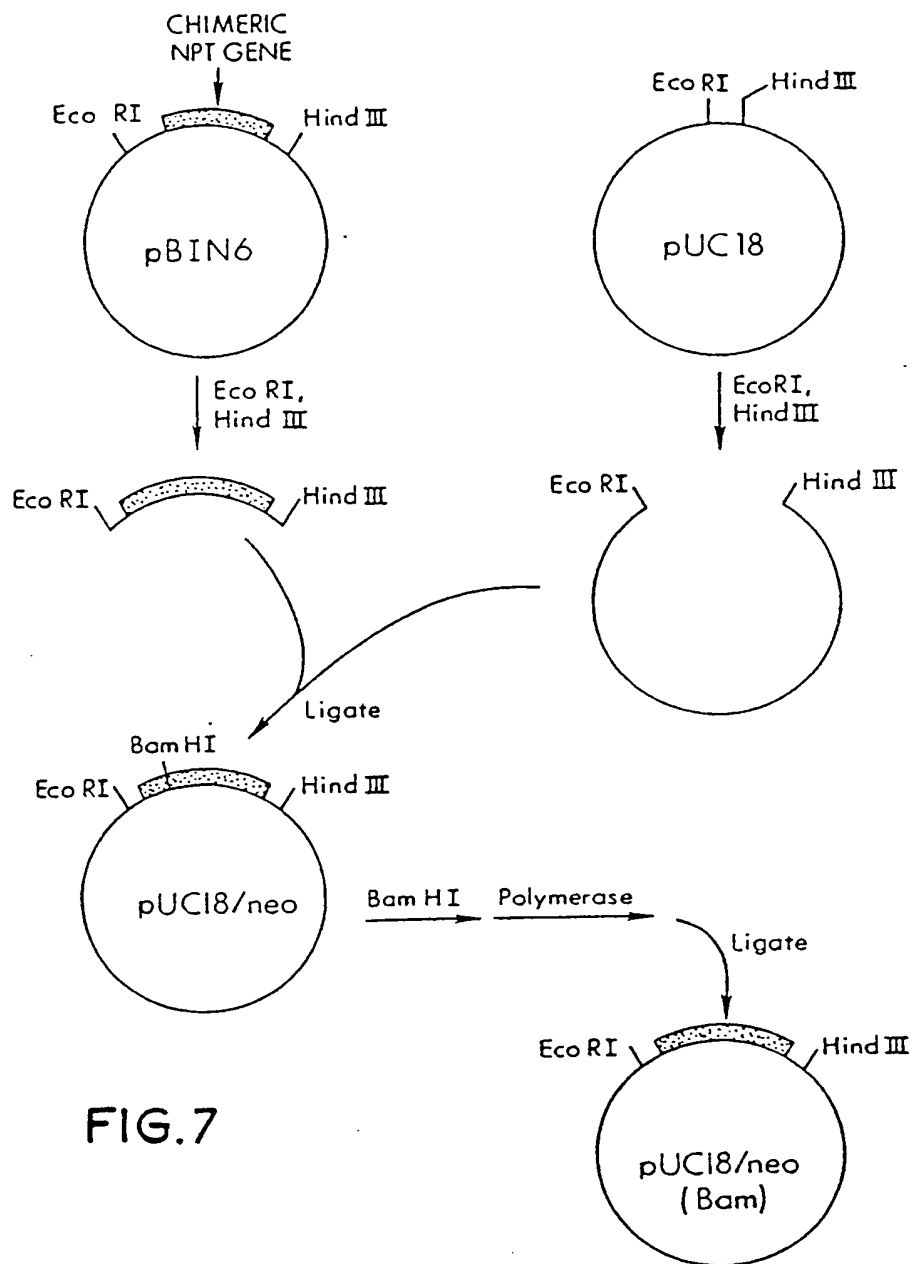 CHIMERIC
NPT GENE
Eco RI
Hind III
pBIN6
Eco RI
Hind III
pUC18
Eco RI,
Hind III
EcoRI,
Hind III
Eco RI
Hind III
Eco RI
Hind III
Ligate
Bam HI
Eco RI
Hind III
pUC18/neo
Bam HI
Polymerase
Ligate
Eco RI
Hind III
pUC18/neo
(Bam)
FIG.7